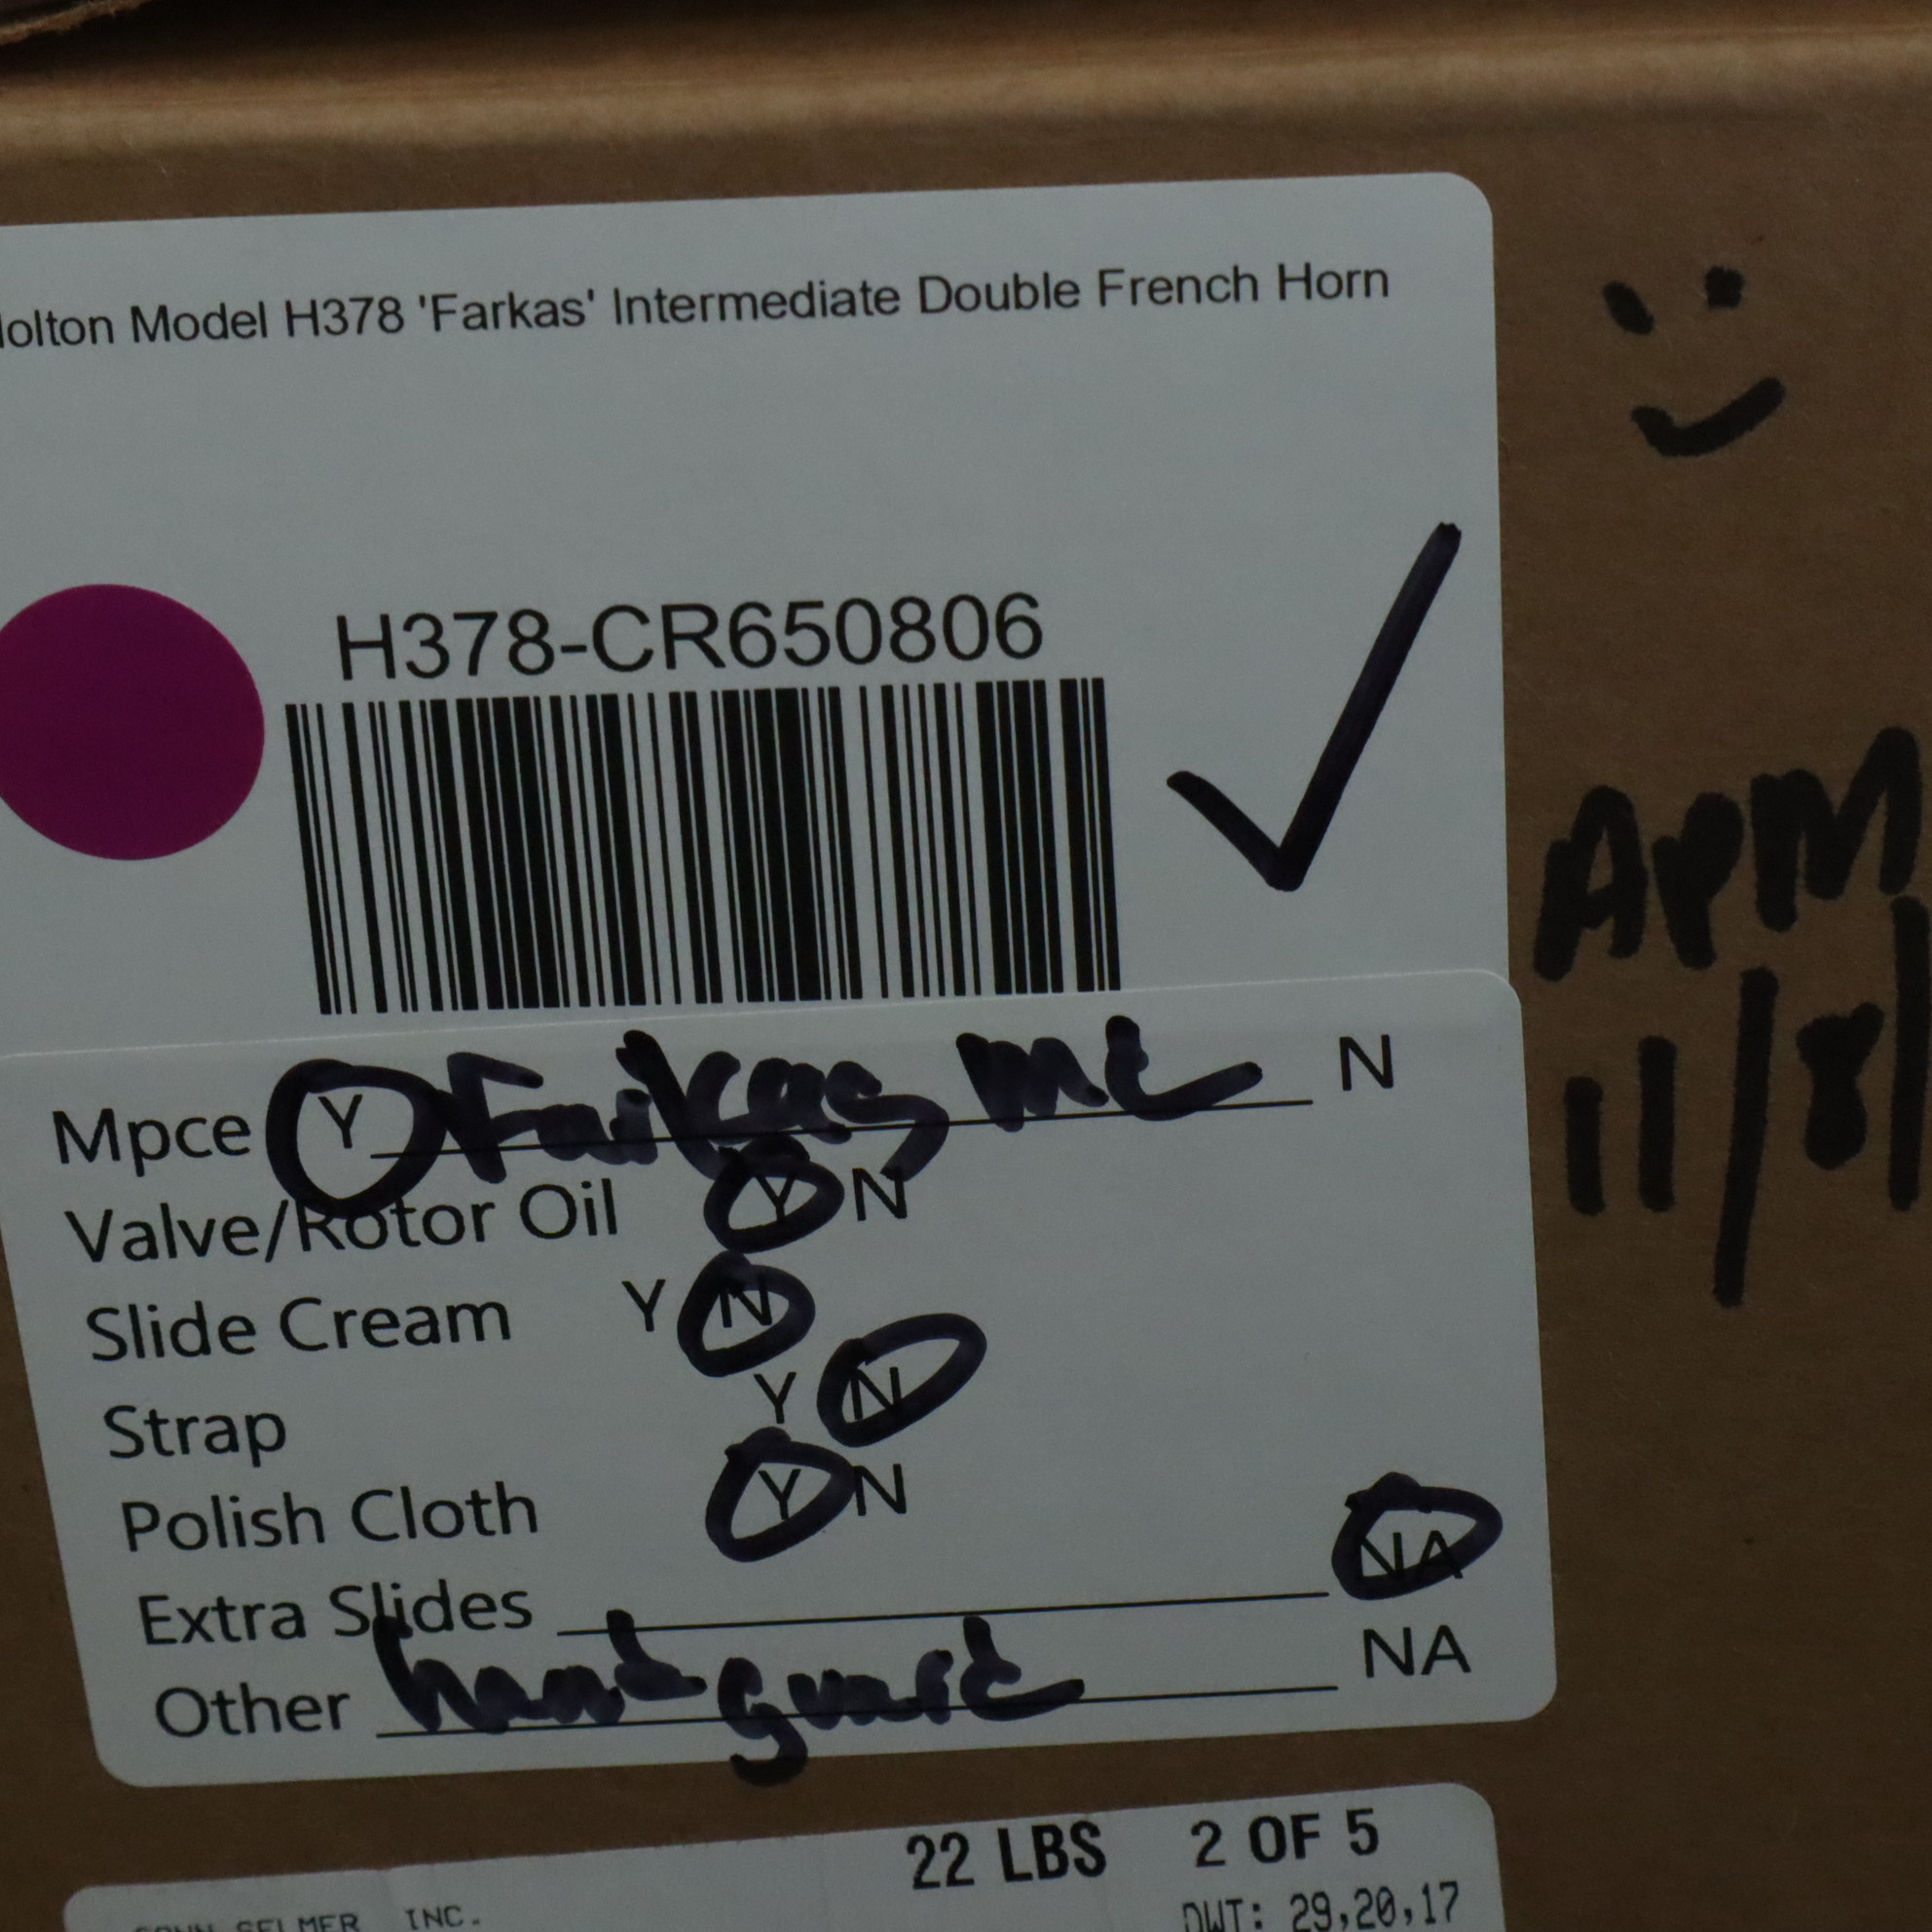 olton Model H378 'Farkas' Intermediate Double French Horn
H378-CR650806
APM
11/8/
Mpce Y Farkas MC N
Valve/Rotor Oil Y N
Slide Cream Y N
Strap Y N
Polish Cloth Y N
Extra Slides NA
Other hand guard NA
22 LBS 2 OF 5
SELMER INC.
DWT: 29,20,17